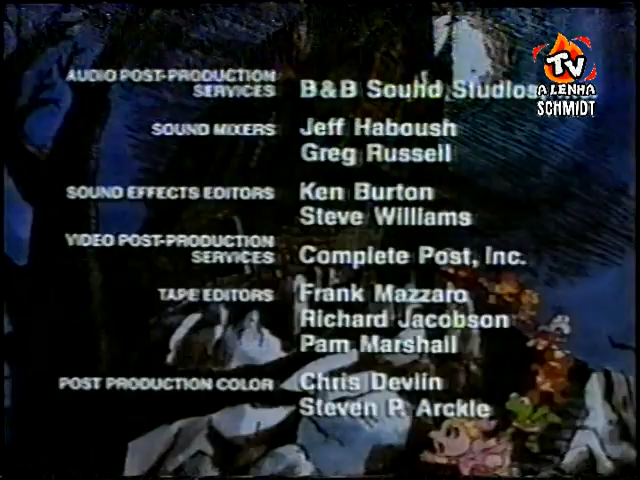 TV
A LENHA
SCHMIDT
AUDIO POST-PRODUCTION
SERVICES
B&B Sound Studios,
SOUND MIXERS
Jeff Haboush
Greg Russell
SOUND EFFECTS EDITORS
Ken Burton
Steve Williams
VIDEO POST-PRODUCTION
SERVICES
Complete Post, Inc.
TAPE EDITORS
Frank Mazzaro
Richard Jacobson
Pam Marshall
POST PRODUCTION COLOR
Chris Devlin
Steven P. Arckle